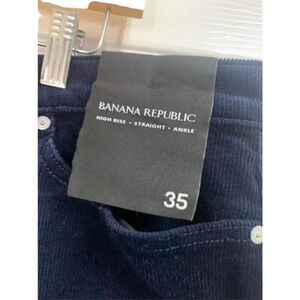 BANANA REPUBLIC
HIGH RISE • STRAIGHT • ANKLE
35